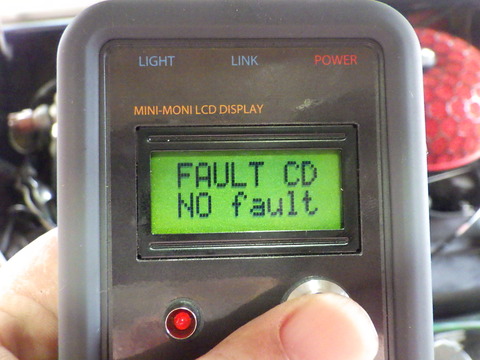 LIGHT LINK POWER
MINI-MONI LCD DISPLAY
FAULT CD
NO fault